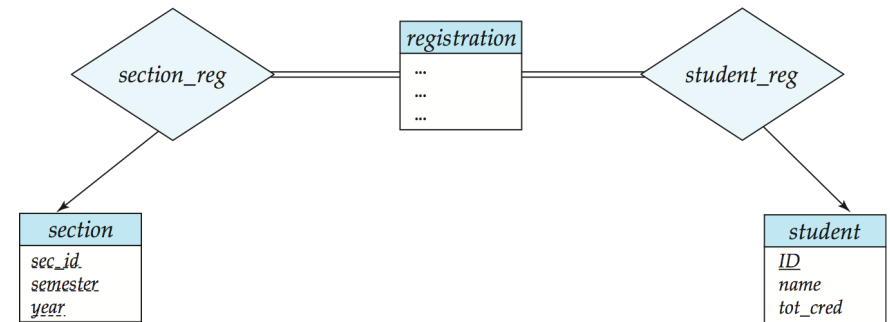 registration
section_reg
...
student_reg
...
...
section
sec_id
semester
year
student
ID
name
tot_cred